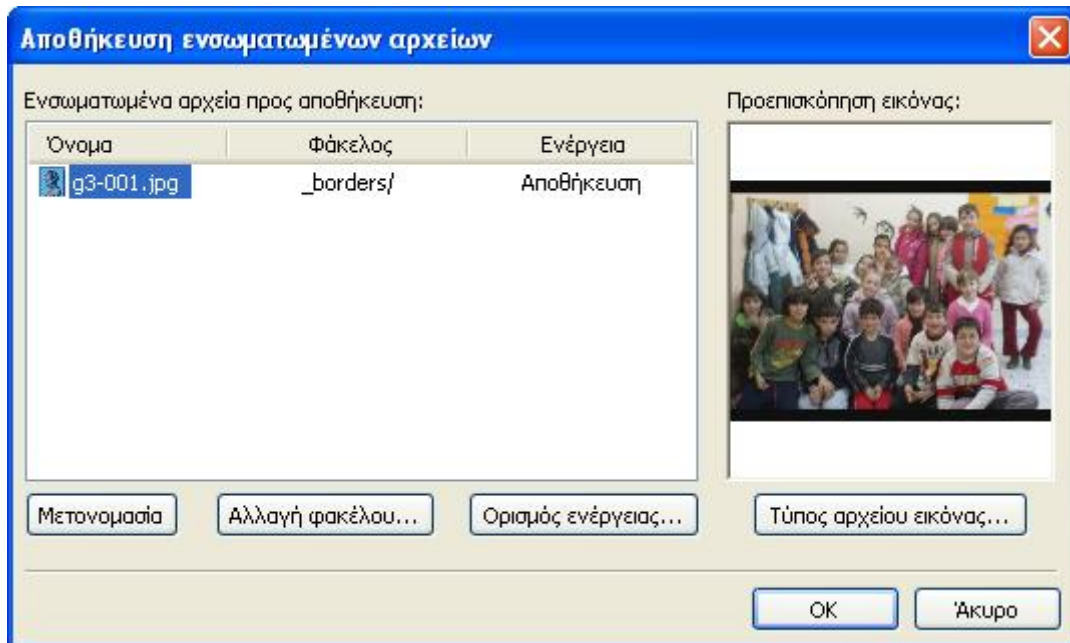 Αποθήκευση ενσωματωμένων αρχείων
Ενσωματωμένα αρχεία προς αποθήκευση:
Προεπισκόπηση εικόνας:
Όνομα Φάκελος Ενέργεια
g3-001.jpg _borders/ Αποθήκευση
Μετονομασία Αλλαγή φακέλου... Ορισμός ενέργειας... Τύπος αρχείου εικόνας...
OK Άκυρο